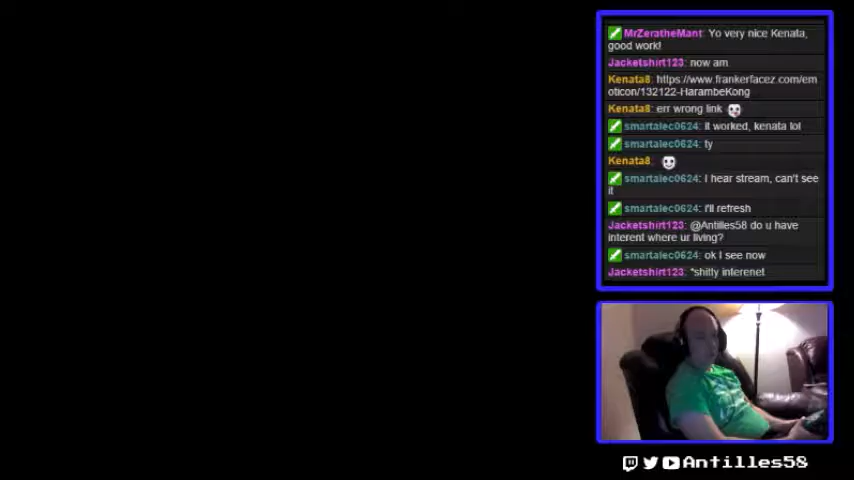 MrZeratheMant: Yo very nice Kenata,
good work!
Jacketshirt123: now am
Kenata8: https://www.frankerfacez.com/em
oticon/132122-HarambeKong
Kenata8: err wrong link
smartalec0624: It worked, kenata lol
smartalec0624: ty
Kenata8:
smartalec0624: I hear stream, can't see
it
smartalec0624: I'll refresh
Jacketshirt123: @Antilles58 do u have
interent where ur living?
smartalec0624: ok I see now
Jacketshirt123: *shitty interenet
Antilles58